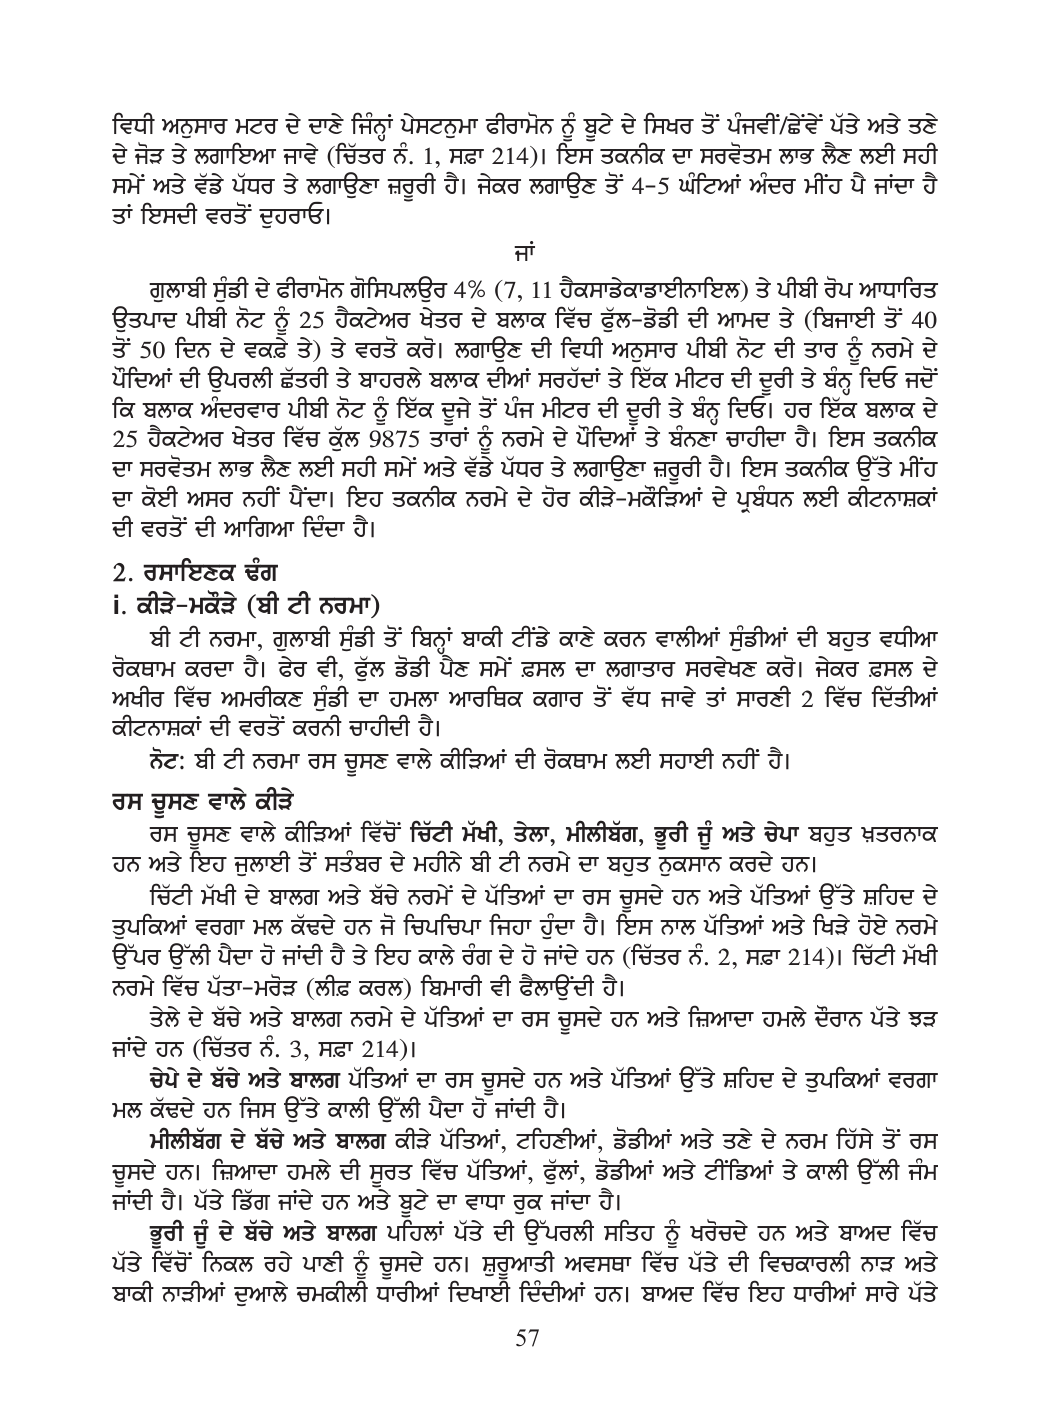 ਵਿਧੀ ਅਨੁਸਾਰ ਮਟਰ ਦੇ ਦਾਣੇ ਜਿੰਨ੍ਹਾਂ ਪੇਸਟਨੁਮਾ ਫੀਰਾਮੋਨ ਨੂੰ ਬੂਟੇ ਦੇ ਸਿਖਰ ਤੋਂ ਪੰਜਵੀਂ/ਛੇਂਵੇਂ ਪੱਤੇ ਅਤੇ ਤਣੇ
ਦੇ ਜੋੜ ਤੇ ਲਗਾਇਆ ਜਾਵੇ (ਚਿੱਤਰ ਨੰ. 1, ਸਫ਼ਾ 214)। ਇਸ ਤਕਨੀਕ ਦਾ ਸਰਵੋਤਮ ਲਾਭ ਲੈਣ ਲਈ ਸਹੀ
ਸਮੇਂ ਅਤੇ ਵੱਡੇ ਪੱਧਰ ਤੇ ਲਗਾਉਣਾ ਜ਼ਰੂਰੀ ਹੈ। ਜੇਕਰ ਲਗਾਉਣ ਤੋਂ 4-5 ਘੰਟਿਆਂ ਅੰਦਰ ਮੀਂਹ ਪੈ ਜਾਂਦਾ ਹੈ
ਤਾਂ ਇਸਦੀ ਵਰਤੋਂ ਦੁਹਰਾਓ।
ਜਾਂ
ਗੁਲਾਬੀ ਸੁੰਡੀ ਦੇ ਫੀਰਾਮੋਨ ਗੋਸਿਪਲਉਰ 4% (7, 11 ਹੈਕਸਾਡੇਕਾਡਾਈਨਾਇਲ) ਤੇ ਪੀਬੀ ਰੋਪ ਆਧਾਰਿਤ
ਉਤਪਾਦ ਪੀਬੀ ਨੋਟ ਨੂੰ 25 ਹੈਕਟੇਅਰ ਖੇਤਰ ਦੇ ਬਲਾਕ ਵਿੱਚ ਫੁੱਲ-ਡੋਡੀ ਦੀ ਆਮਦ ਤੇ (ਬਿਜਾਈ ਤੋਂ 40
ਤੋਂ 50 ਦਿਨ ਦੇ ਵਕਫ਼ੇ ਤੇ) ਤੇ ਵਰਤੋ ਕਰੋ। ਲਗਾਉਣ ਦੀ ਵਿਧੀ ਅਨੁਸਾਰ ਪੀਬੀ ਨੋਟ ਦੀ ਤਾਰ ਨੂੰ ਨਰਮੇ ਦੇ
ਪੌਦਿਆਂ ਦੀ ਉਪਰਲੀ ਛੱਤਰੀ ਤੇ ਬਾਹਰਲੇ ਬਲਾਕ ਦੀਆਂ ਸਰਹੱਦਾਂ ਤੇ ਇੱਕ ਮੀਟਰ ਦੀ ਦੂਰੀ ਤੇ ਬੰਨ੍ਹ ਦਿਓ ਜਦੋਂ
ਕਿ ਬਲਾਕ ਅੰਦਰਵਾਰ ਪੀਬੀ ਨੋਟ ਨੂੰ ਇੱਕ ਦੂਜੇ ਤੋਂ ਪੰਜ ਮੀਟਰ ਦੀ ਦੂਰੀ ਤੇ ਬੰਨ੍ਹ ਦਿਓ। ਹਰ ਇੱਕ ਬਲਾਕ ਦੇ
25 ਹੈਕਟੇਅਰ ਖੇਤਰ ਵਿੱਚ ਕੁੱਲ 9875 ਤਾਰਾਂ ਨੂੰ ਨਰਮੇ ਦੇ ਪੌਦਿਆਂ ਤੇ ਬੰਨਣਾ ਚਾਹੀਦਾ ਹੈ। ਇਸ ਤਕਨੀਕ
ਦਾ ਸਰਵੋਤਮ ਲਾਭ ਲੈਣ ਲਈ ਸਹੀ ਸਮੇਂ ਅਤੇ ਵੱਡੇ ਪੱਧਰ ਤੇ ਲਗਾਉਣਾ ਜ਼ਰੂਰੀ ਹੈ। ਇਸ ਤਕਨੀਕ ਉੱਤੇ ਮੀਂਹ
ਦਾ ਕੋਈ ਅਸਰ ਨਹੀਂ ਪੈਂਦਾ। ਇਹ ਤਕਨੀਕ ਨਰਮੇ ਦੇ ਹੋਰ ਕੀੜੇ-ਮਕੌੜਿਆਂ ਦੇ ਪ੍ਰਬੰਧਨ ਲਈ ਕੀਟਨਾਸ਼ਕਾਂ
ਦੀ ਵਰਤੋਂ ਦੀ ਆਗਿਆ ਦਿੰਦਾ ਹੈ।
2. ਰਸਾਇਣਕ ਢੰਗ
i. ਕੀੜੇ-ਮਕੌੜੇ (ਬੀ ਟੀ ਨਰਮਾ)
ਬੀ ਟੀ ਨਰਮਾ, ਗੁਲਾਬੀ ਸੁੰਡੀ ਤੋਂ ਬਿਨ੍ਹਾਂ ਬਾਕੀ ਟੀਂਡੇ ਕਾਣੇ ਕਰਨ ਵਾਲੀਆਂ ਸੁੰਡੀਆਂ ਦੀ ਬਹੁਤ ਵਧੀਆ
ਰੋਕਥਾਮ ਕਰਦਾ ਹੈ। ਫੇਰ ਵੀ, ਫੁੱਲ ਡੋਡੀ ਪੈਣ ਸਮੇਂ ਫ਼ਸਲ ਦਾ ਲਗਾਤਾਰ ਸਰਵੇਖਣ ਕਰੋ। ਜੇਕਰ ਫ਼ਸਲ ਦੇ
ਅਖੀਰ ਵਿੱਚ ਅਮਰੀਕਣ ਸੁੰਡੀ ਦਾ ਹਮਲਾ ਆਰਥਿਕ ਕਗਾਰ ਤੋਂ ਵੱਧ ਜਾਵੇ ਤਾਂ ਸਾਰਣੀ 2 ਵਿੱਚ ਦਿੱਤੀਆਂ
ਕੀਟਨਾਸ਼ਕਾਂ ਦੀ ਵਰਤੋਂ ਕਰਨੀ ਚਾਹੀਦੀ ਹੈ।
ਨੋਟ: ਬੀ ਟੀ ਨਰਮਾ ਰਸ ਚੂਸਣ ਵਾਲੇ ਕੀੜਿਆਂ ਦੀ ਰੋਕਥਾਮ ਲਈ ਸਹਾਈ ਨਹੀਂ ਹੈ।
ਰਸ ਚੂਸਣ ਵਾਲੇ ਕੀੜੇ
ਰਸ ਚੂਸਣ ਵਾਲੇ ਕੀੜਿਆਂ ਵਿੱਚੋਂ ਚਿੱਟੀ ਮੱਖੀ, ਤੇਲਾ, ਮੀਲੀਬੱਗ, ਭੂਰੀ ਜੂੰ ਅਤੇ ਚੇਪਾ ਬਹੁਤ ਖ਼ਤਰਨਾਕ
ਹਨ ਅਤੇ ਇਹ ਜੁਲਾਈ ਤੋਂ ਸਤੰਬਰ ਦੇ ਮਹੀਨੇ ਬੀ ਟੀ ਨਰਮੇ ਦਾ ਬਹੁਤ ਨੁਕਸਾਨ ਕਰਦੇ ਹਨ।
ਚਿੱਟੀ ਮੱਖੀ ਦੇ ਬਾਲਗ ਅਤੇ ਬੱਚੇ ਨਰਮੇਂ ਦੇ ਪੱਤਿਆਂ ਦਾ ਰਸ ਚੂਸਦੇ ਹਨ ਅਤੇ ਪੱਤਿਆਂ ਉੱਤੇ ਸ਼ਹਿਦ ਦੇ
ਤੁਪਕਿਆਂ ਵਰਗਾ ਮਲ ਕੱਢਦੇ ਹਨ ਜੋ ਚਿਪਚਿਪਾ ਜਿਹਾ ਹੁੰਦਾ ਹੈ। ਇਸ ਨਾਲ ਪੱਤਿਆਂ ਅਤੇ ਖਿੜੇ ਹੋਏ ਨਰਮੇ
ਉੱਪਰ ਉੱਲੀ ਪੈਦਾ ਹੋ ਜਾਂਦੀ ਹੈ ਤੇ ਇਹ ਕਾਲੇ ਰੰਗ ਦੇ ਹੋ ਜਾਂਦੇ ਹਨ (ਚਿੱਤਰ ਨੰ. 2, ਸਫ਼ਾ 214)। ਚਿੱਟੀ ਮੱਖੀ
ਨਰਮੇ ਵਿੱਚ ਪੱਤਾ-ਮਰੋੜ (ਲੀਫ਼ ਕਰਲ) ਬਿਮਾਰੀ ਵੀ ਫੈਲਾਉਂਦੀ ਹੈ।
ਤੇਲੇ ਦੇ ਬੱਚੇ ਅਤੇ ਬਾਲਗ ਨਰਮੇ ਦੇ ਪੱਤਿਆਂ ਦਾ ਰਸ ਚੂਸਦੇ ਹਨ ਅਤੇ ਜ਼ਿਆਦਾ ਹਮਲੇ ਦੌਰਾਨ ਪੱਤੇ ਝੜ
ਜਾਂਦੇ ਹਨ (ਚਿੱਤਰ ਨੰ. 3, ਸਫ਼ਾ 214)।
ਚੇਪੇ ਦੇ ਬੱਚੇ ਅਤੇ ਬਾਲਗ ਪੱਤਿਆਂ ਦਾ ਰਸ ਚੂਸਦੇ ਹਨ ਅਤੇ ਪੱਤਿਆਂ ਉੱਤੇ ਸ਼ਹਿਦ ਦੇ ਤੁਪਕਿਆਂ ਵਰਗਾ
ਮਲ ਕੱਢਦੇ ਹਨ ਜਿਸ ਉੱਤੇ ਕਾਲੀ ਉੱਲੀ ਪੈਦਾ ਹੋ ਜਾਂਦੀ ਹੈ।
ਮੀਲੀਬੱਗ ਦੇ ਬੱਚੇ ਅਤੇ ਬਾਲਗ ਕੀੜੇ ਪੱਤਿਆਂ, ਟਹਿਣੀਆਂ, ਡੋਡੀਆਂ ਅਤੇ ਤਣੇ ਦੇ ਨਰਮ ਹਿੱਸੇ ਤੋਂ ਰਸ
ਚੂਸਦੇ ਹਨ। ਜ਼ਿਆਦਾ ਹਮਲੇ ਦੀ ਸੂਰਤ ਵਿੱਚ ਪੱਤਿਆਂ, ਫੁੱਲਾਂ, ਡੋਡੀਆਂ ਅਤੇ ਟੀਂਡਿਆਂ ਤੇ ਕਾਲੀ ਉੱਲੀ ਜੰਮ
ਜਾਂਦੀ ਹੈ। ਪੱਤੇ ਡਿੱਗ ਜਾਂਦੇ ਹਨ ਅਤੇ ਬੂਟੇ ਦਾ ਵਾਧਾ ਰੁਕ ਜਾਂਦਾ ਹੈ।
ਭੂਰੀ ਜੂੰ ਦੇ ਬੱਚੇ ਅਤੇ ਬਾਲਗ ਪਹਿਲਾਂ ਪੱਤੇ ਦੀ ਉੱਪਰਲੀ ਸਤਿਹ ਨੂੰ ਖਰੋਚਦੇ ਹਨ ਅਤੇ ਬਾਅਦ ਵਿੱਚ
ਪੱਤੇ ਵਿੱਚੋਂ ਨਿਕਲ ਰਹੇ ਪਾਣੀ ਨੂੰ ਚੂਸਦੇ ਹਨ। ਸ਼ੁਰੂਆਤੀ ਅਵਸਥਾ ਵਿੱਚ ਪੱਤੇ ਦੀ ਵਿਚਕਾਰਲੀ ਨਾੜ ਅਤੇ
ਬਾਕੀ ਨਾੜੀਆਂ ਦੁਆਲੇ ਚਮਕੀਲੀ ਧਾਰੀਆਂ ਦਿਖਾਈ ਦਿੰਦੀਆਂ ਹਨ। ਬਾਅਦ ਵਿੱਚ ਇਹ ਧਾਰੀਆਂ ਸਾਰੇ ਪੱਤੇ
57